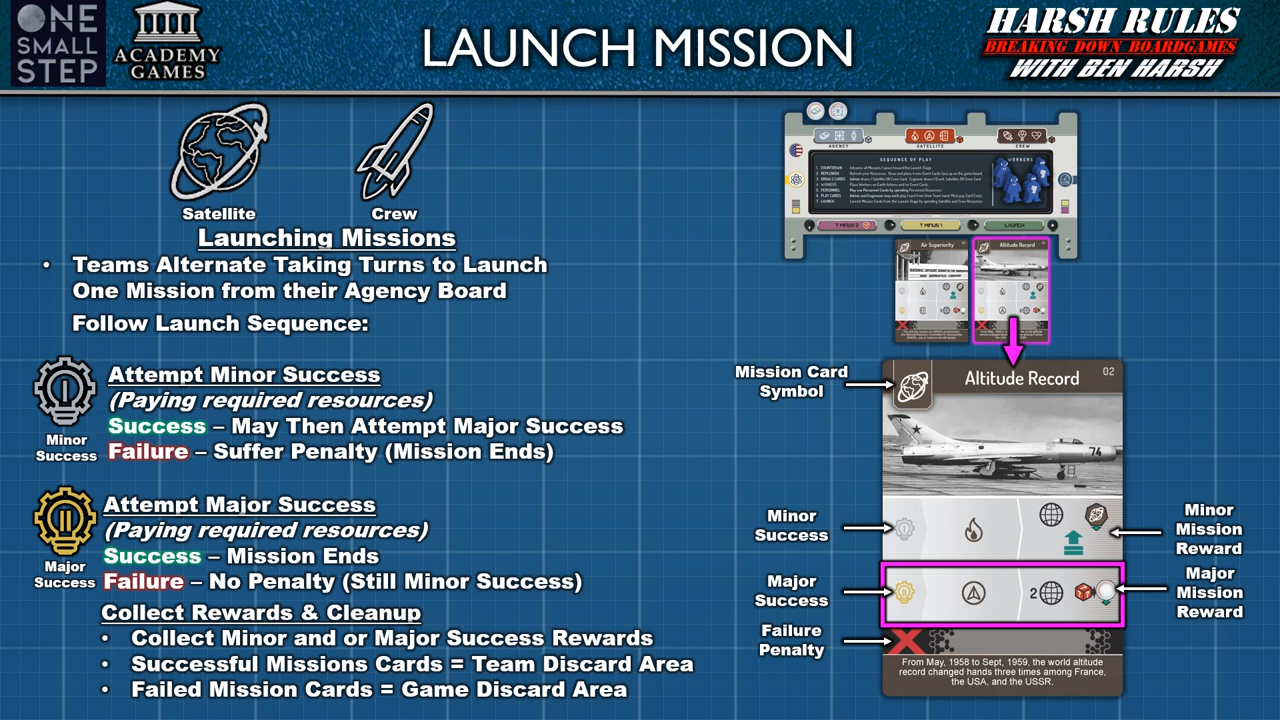 ONE
SMALL
STEP
ACADEMY
GAMES
LAUNCH MISSION
HARSH RULES
BREAKING DOWN BOARDGAMES
WITH BEN HARSH
Satellite
Crew
Launching Missions
• Teams Alternate Taking Turns to Launch
One Mission from their Agency Board
Follow Launch Sequence:
I
Minor
Success
Attempt Minor Success
(Paying required resources)
Success – May Then Attempt Major Success
Failure – Suffer Penalty (Mission Ends)
II
Major
Success
Attempt Major Success
(Paying required resources)
Success – Mission Ends
Failure – No Penalty (Still Minor Success)
Collect Rewards & Cleanup
• Collect Minor and or Major Success Rewards
• Successful Missions Cards = Team Discard Area
• Failed Mission Cards = Game Discard Area
AGENCY
SATELLITE
CREW
SEQUENCE OF PLAY
WORKERS
T MINUS 2
T MINUS 1
LAUNCH
Air Superiority
Altitude Record
Mission Card
Symbol
Altitude Record
02
74
Minor
Success
Minor
Mission
Reward
Major
Success
2
Major
Mission
Reward
Failure
Penalty
From May, 1958 to Sept, 1959, the world altitude
record changed hands three times among France,
the USA, and the USSR.